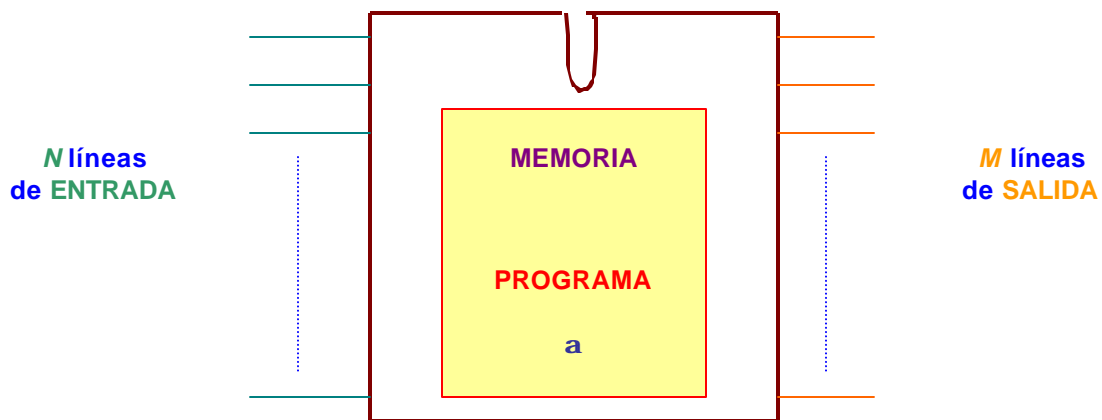 N líneas
de ENTRADA
MEMORIA
PROGRAMA
a
M líneas
de SALIDA